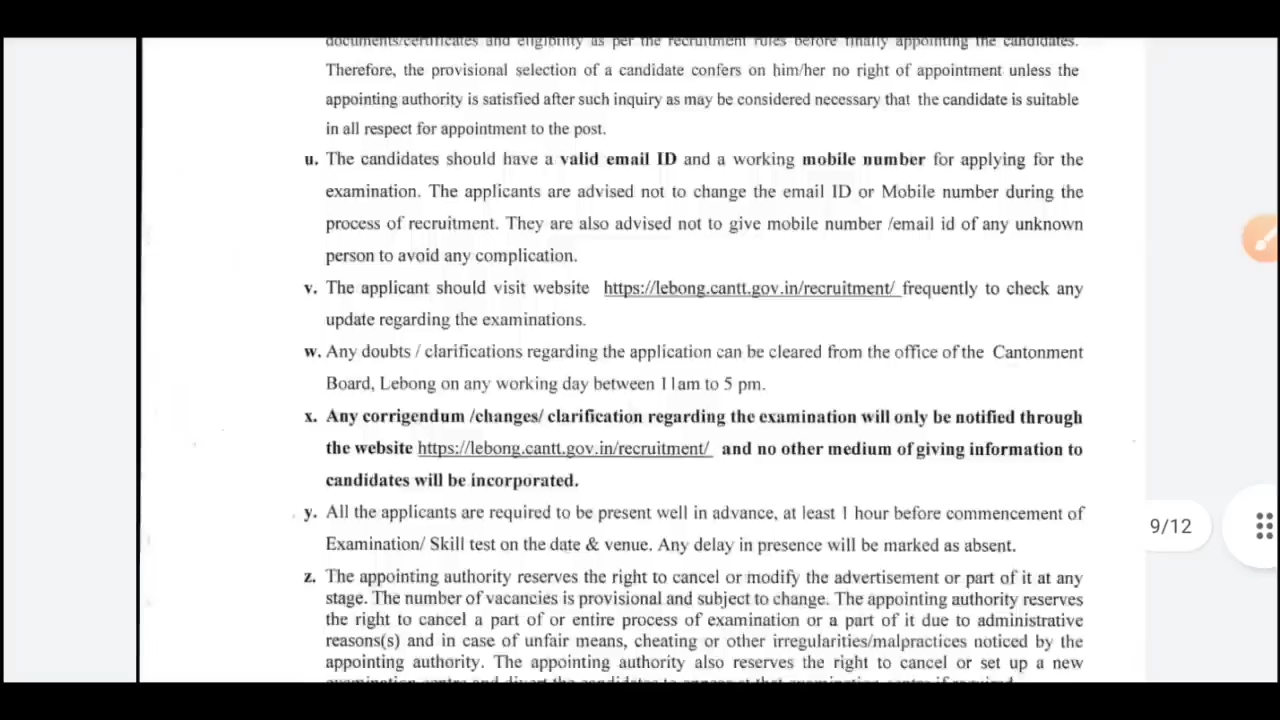 documents/certificates and eligibility as per the recruitment rules before finally appointing the candidates.
Therefore, the provisional selection of a candidate confers on him/her no right of appointment unless the
appointing authority is satisfied after such inquiry as may be considered necessary that the candidate is suitable
in all respect for appointment to the post.
u. The candidates should have a valid email ID and a working mobile number for applying for the
examination. The applicants are advised not to change the email ID or Mobile number during the
process of recruitment. They are also advised not to give mobile number /email id of any unknown
person to avoid any complication.
v. The applicant should visit website https://lebong.cantt.gov.in/recruitment/ frequently to check any
update regarding the examinations.
w. Any doubts / clarifications regarding the application can be cleared from the office of the Cantonment
Board, Lebong on any working day between 11am to 5 pm.
x. Any corrigendum /changes/ clarification regarding the examination will only be notified through
the website https://lebong.cantt.gov.in/recruitment/ and no other medium of giving information to
candidates will be incorporated.
y. All the applicants are required to be present well in advance, at least 1 hour before commencement of
Examination/ Skill test on the date & venue. Any delay in presence will be marked as absent.
9/12
z. The appointing authority reserves the right to cancel or modify the advertisement or part of it at any
stage. The number of vacancies is provisional and subject to change. The appointing authority reserves
the right to cancel a part of or entire process of examination or a part of it due to administrative
reasons(s) and in case of unfair means, cheating or other irregularities/malpractices noticed by the
appointing authority. The appointing authority also reserves the right to cancel or set up a new